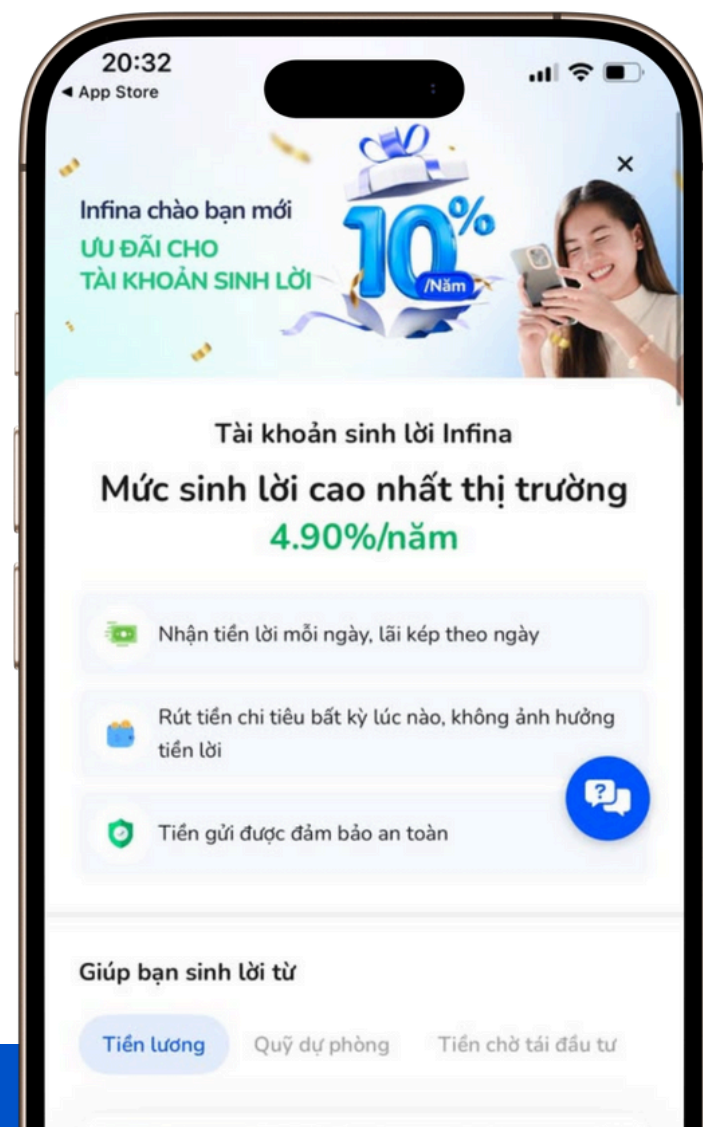 20:32
◀ App Store
Infina chào bạn mới
ƯU ĐÃI CHO
TÀI KHOẢN SINH LỜI
10%
/Năm
Tài khoản sinh lời Infina
Mức sinh lời cao nhất thị trường
4.90%/năm
Nhận tiền lời mỗi ngày, lãi kép theo ngày
Rút tiền chi tiêu bất kỳ lúc nào, không ảnh hưởng
tiền lời
Tiền gửi được đảm bảo an toàn
Giúp bạn sinh lời từ
Tiền lương Quỹ dự phòng Tiền chờ tái đầu tư